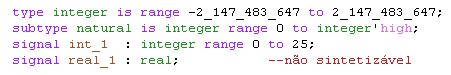 type integer is range -2_147_483_647 to 2_147_483_647;
subtype natural is integer range 0 to integer'high;
signal int_1 : integer range 0 to 25;
signal real_1 : real; --não sintetizável